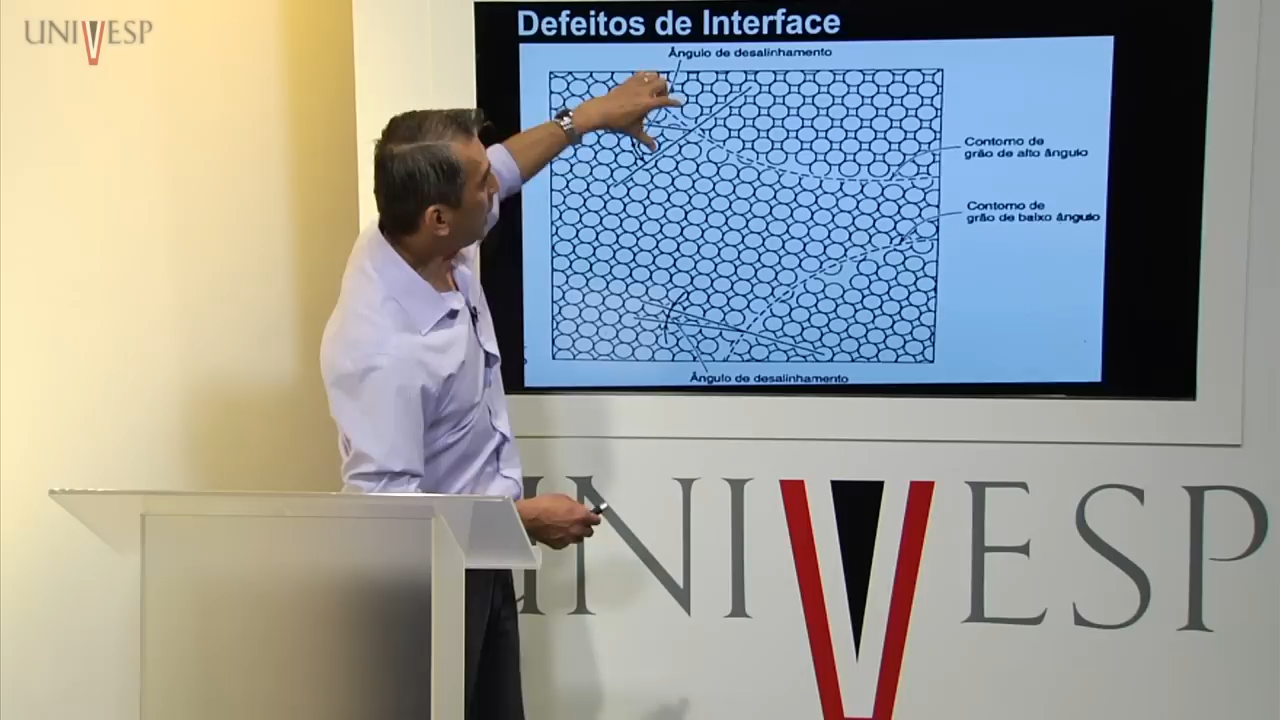 UNIVESP
Defeitos de Interface
Ângulo de desalinhamento
Contorno de
grão de alto ângulo
Contorno de
grão de baixo ângulo
Ângulo de desalinhamento
UNIVESP